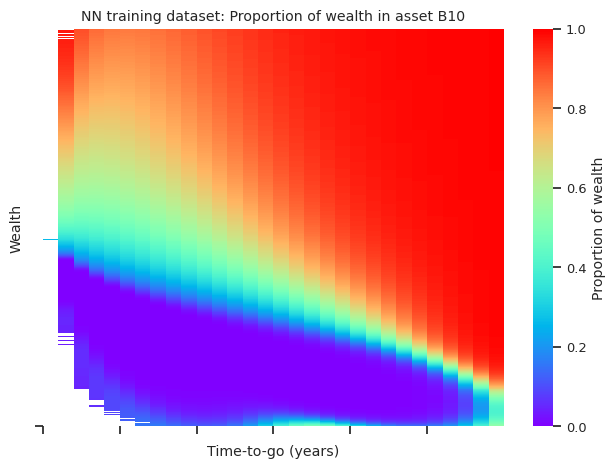 NN training dataset: Proportion of wealth in asset B10
Wealth
Time-to-go (years)
1.0
0.8
0.6
0.4
0.2
0.0
Proportion of wealth